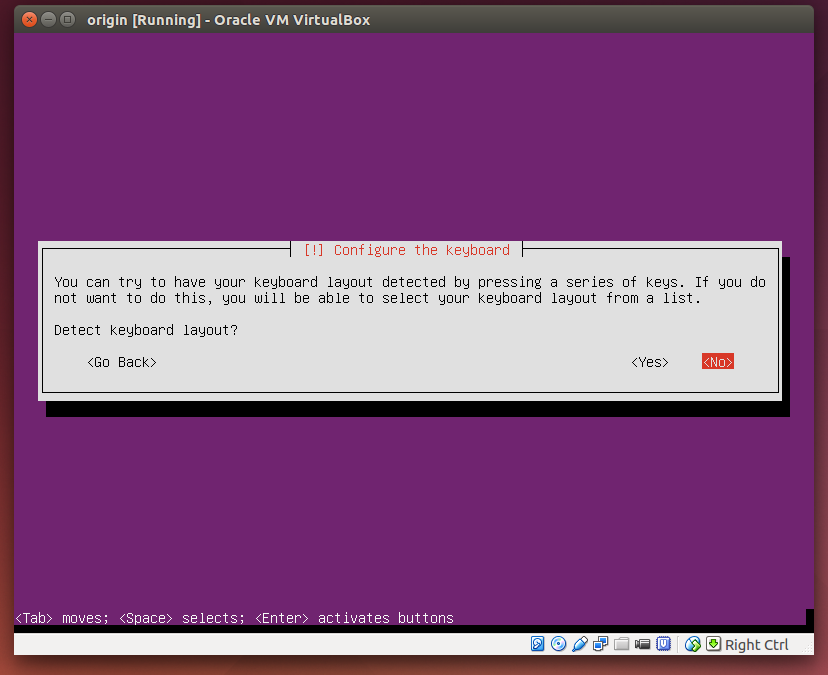 origin [Running] - Oracle VM VirtualBox
[!] Configure the keyboard
You can try to have your keyboard layout detected by pressing a series of keys. If you do
not want to do this, you will be able to select your keyboard layout from a list.
Detect keyboard layout?
<Go Back> <Yes> <No>
<Tab> moves; <Space> selects; <Enter> activates buttons
Right Ctrl